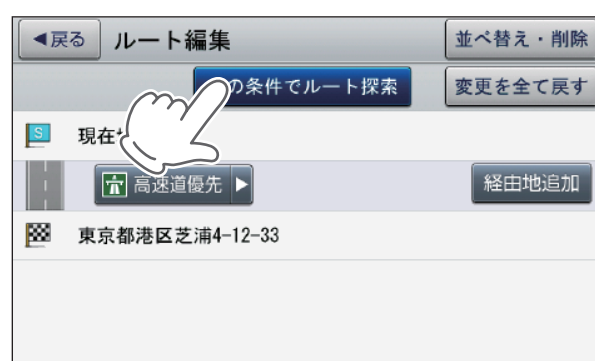 ◀戻る ルート編集 並べ替え・削除
の条件でルート探索 変更を全て戻す
S 現在
高速道優先 ▶ 経由地追加
東京都港区芝浦4-12-33